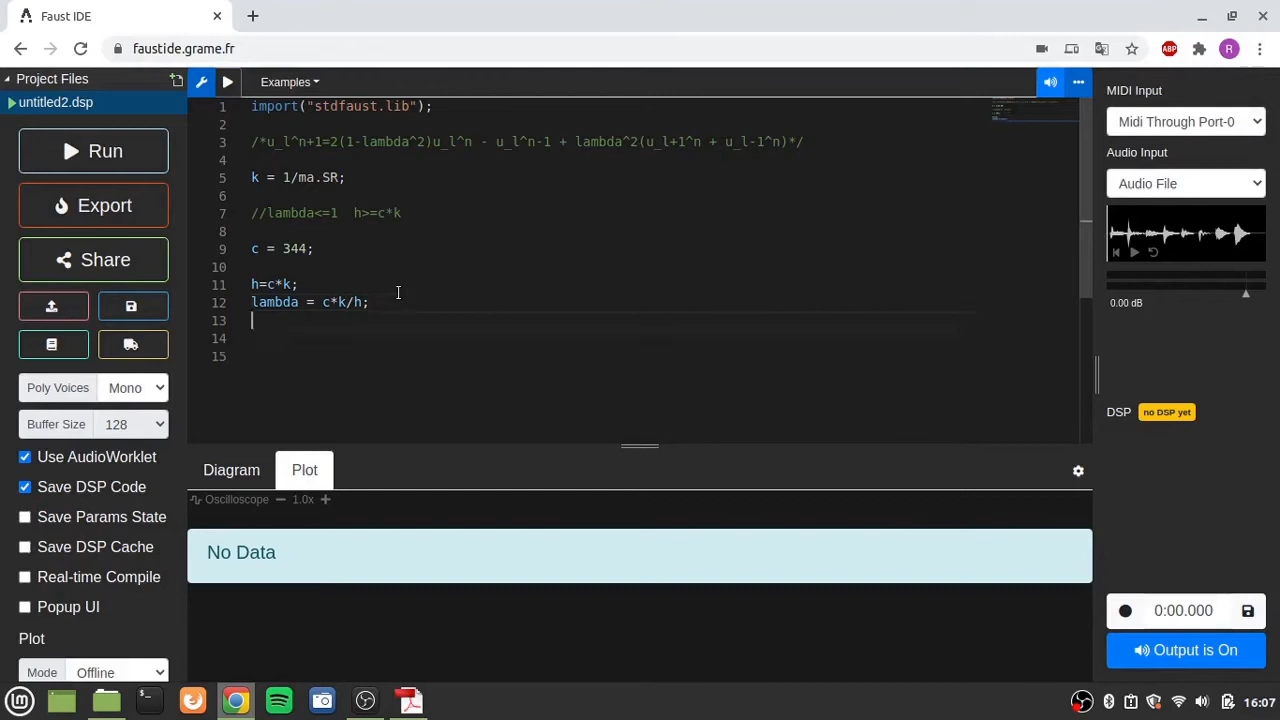 Faust IDE
faustide.grame.fr
ABP
R
Project Files
untitled2.dsp
Run
Export
Share
Poly Voices Mono
Buffer Size 128
Use AudioWorklet
Save DSP Code
Save Params State
Save DSP Cache
Real-time Compile
Popup UI
Plot
Mode Offline
Examples
1 import("stdfaust.lib");
2
3 /*u_l^n+1=2(1-lambda^2)u_l^n - u_l^n-1 + lambda^2(u_l+1^n + u_l-1^n)*/
4
5 k = 1/ma.SR;
6
7 //lambda<=1  h>=c*k
8
9 c = 344;
10
11 h=c*k;
12 lambda = c*k/h;
13
14
15
Diagram Plot
Oscilloscope 1.0x
No Data
MIDI Input
Midi Through Port-0
Audio Input
Audio File
0.00 dB
DSP no DSP yet
0:00.000
Output is On
16:07